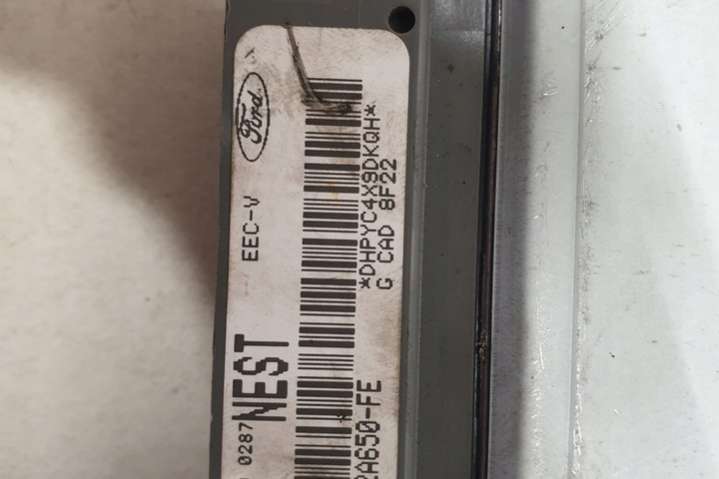 Ford
EEC-V
0287
NEST
*DHPYC4X9DKQH*
G CAD 8F22
2A650-FE